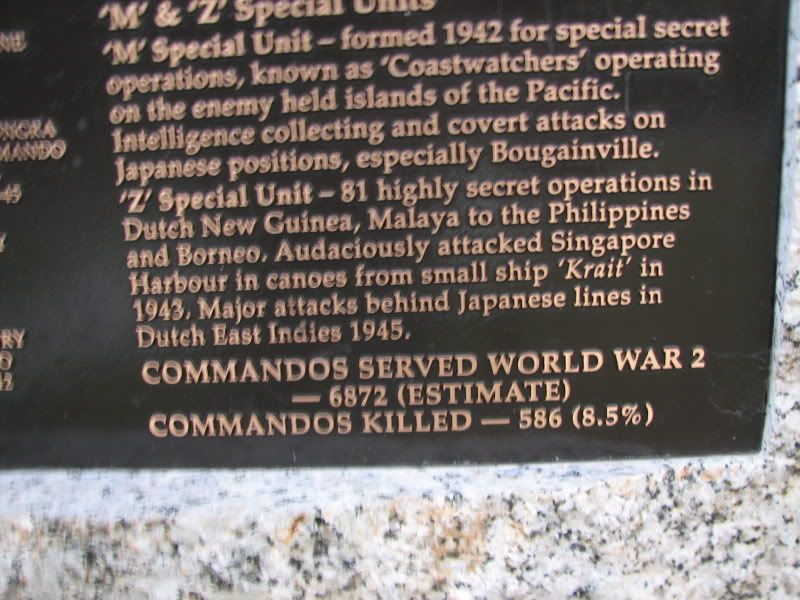 'M' & 'Z' Special Units
'M' Special Unit – formed 1942 for special secret
operations, known as 'Coastwatchers' operating
on the enemy held islands of the Pacific.
Intelligence collecting and covert attacks on
Japanese positions, especially Bougainville.
'Z' Special Unit – 81 highly secret operations in
Dutch New Guinea, Malaya to the Philippines
and Borneo. Audaciously attacked Singapore
Harbour in canoes from small ship 'Krait' in
1943. Major attacks behind Japanese lines in
Dutch East Indies 1945.
COMMANDOS SERVED WORLD WAR 2
— 6872 (ESTIMATE)
COMMANDOS KILLED — 586 (8.5%)